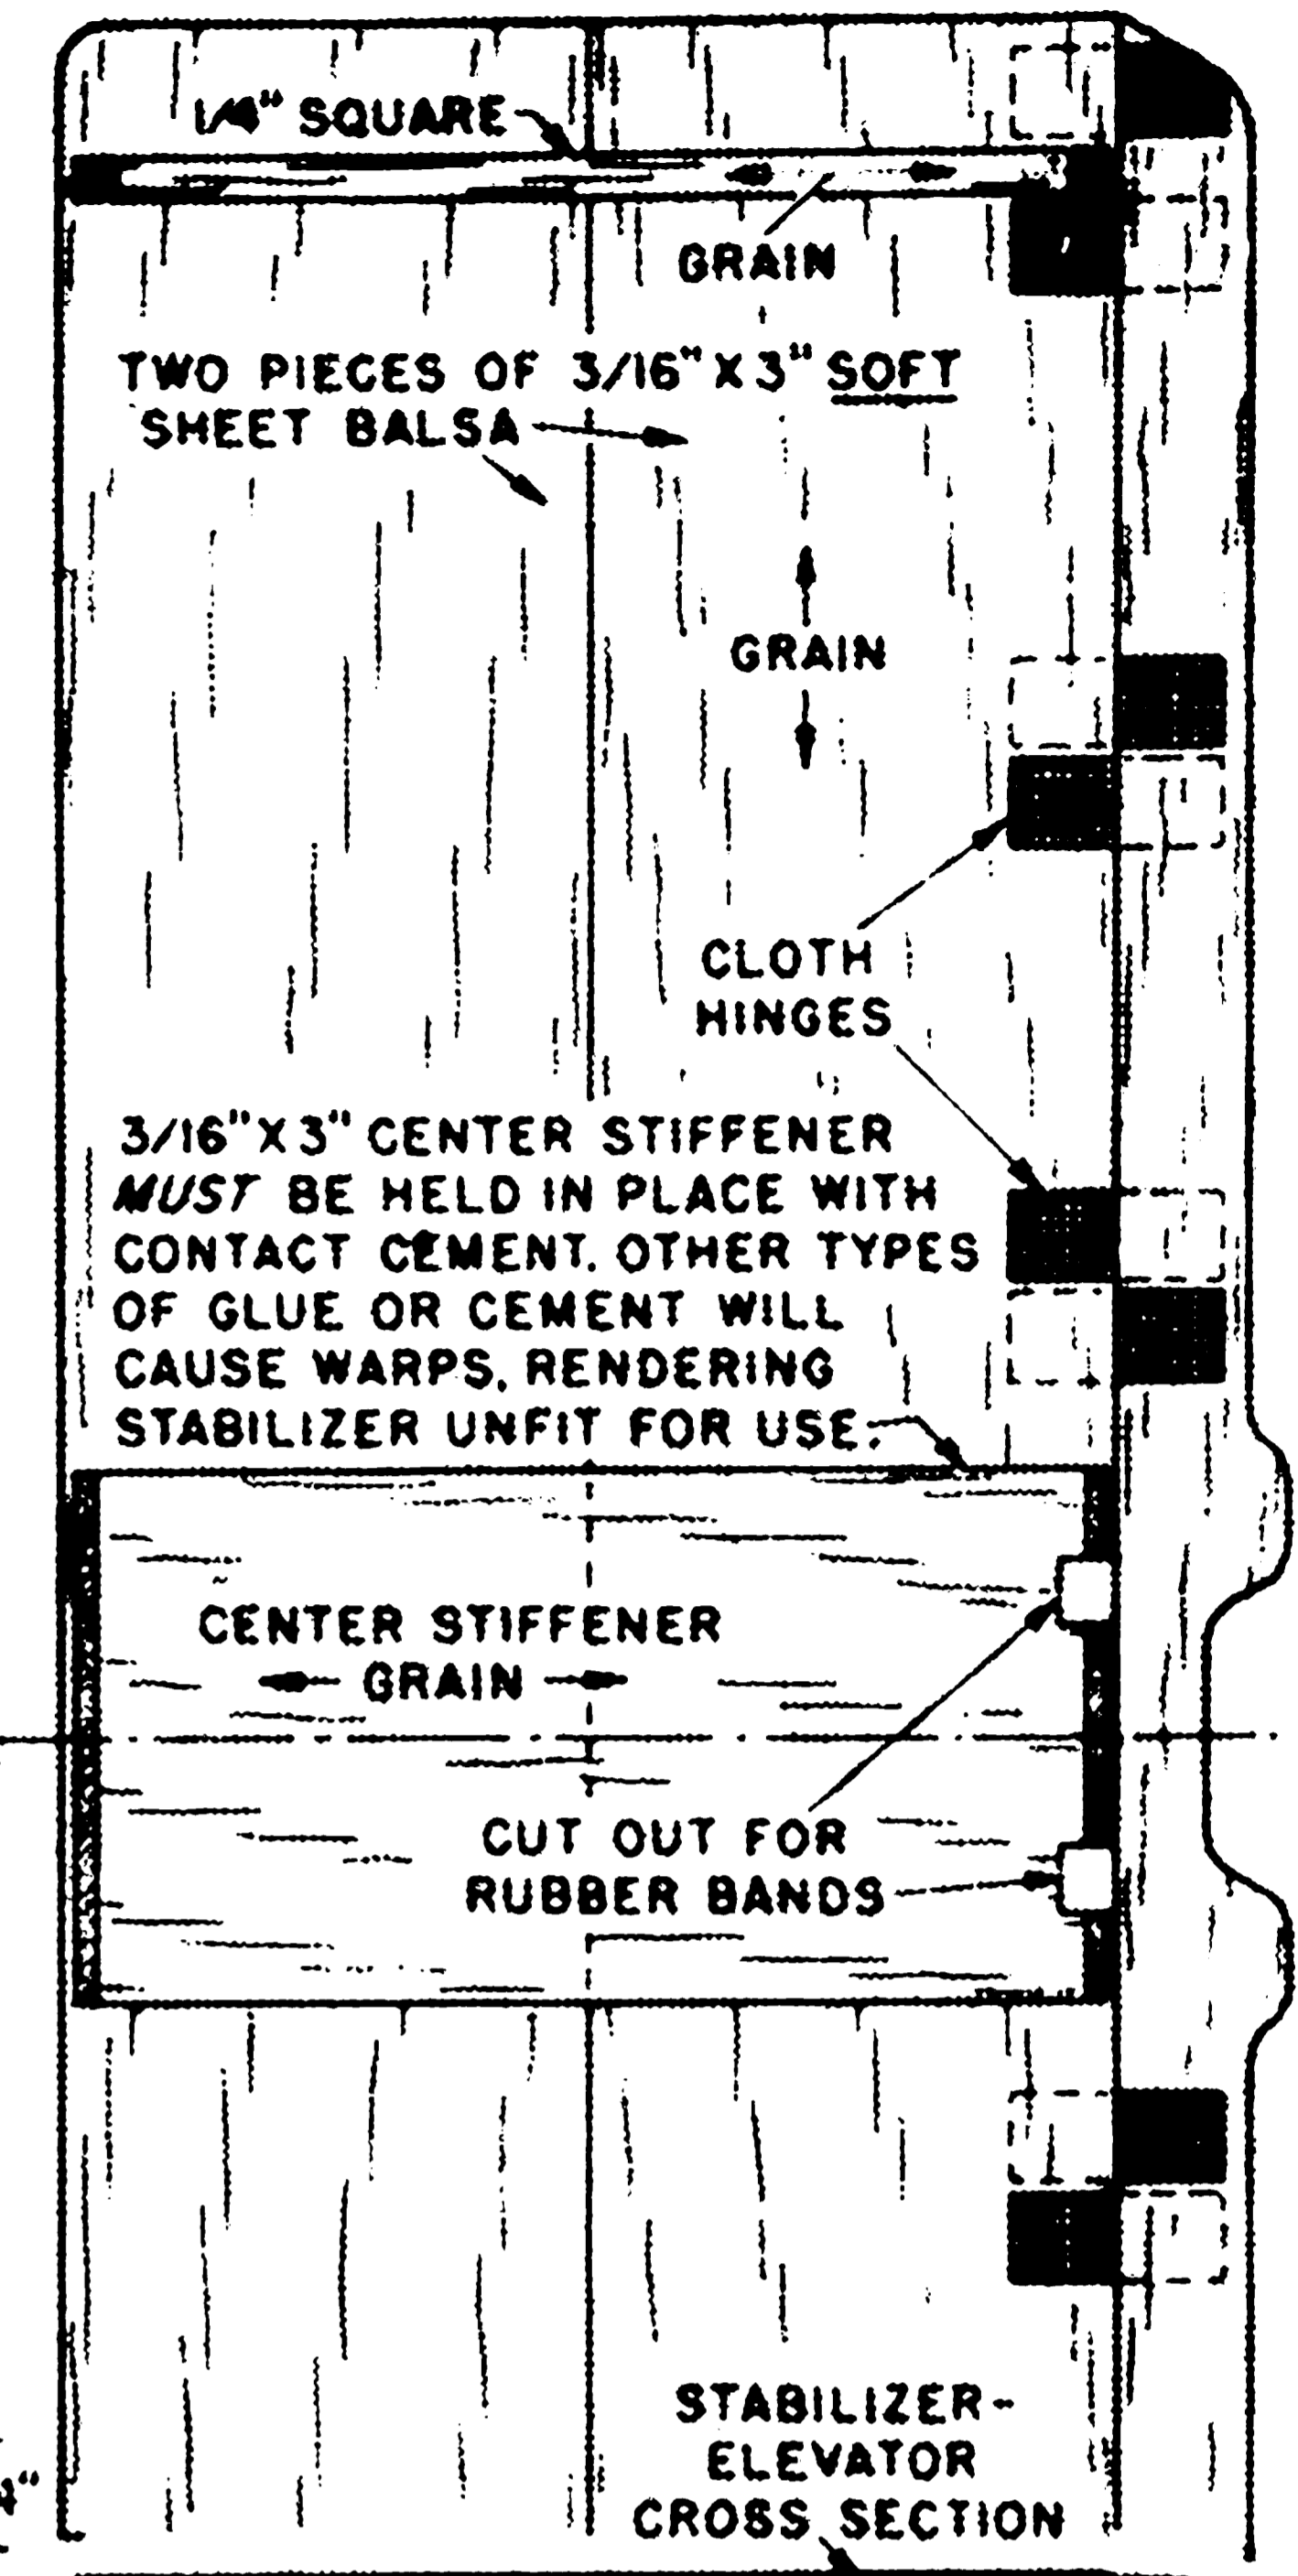 1/4" SQUARE
GRAIN
TWO PIECES OF 3/16" X 3" SOFT
SHEET BALSA
GRAIN
CLOTH
HINGES
3/16" X 3" CENTER STIFFENER
MUST BE HELD IN PLACE WITH
CONTACT CEMENT. OTHER TYPES
OF GLUE OR CEMENT WILL
CAUSE WARPS, RENDERING
STABILIZER UNFIT FOR USE.
CENTER STIFFENER
GRAIN
CUT OUT FOR
RUBBER BANDS
STABILIZER-
ELEVATOR
CROSS SECTION